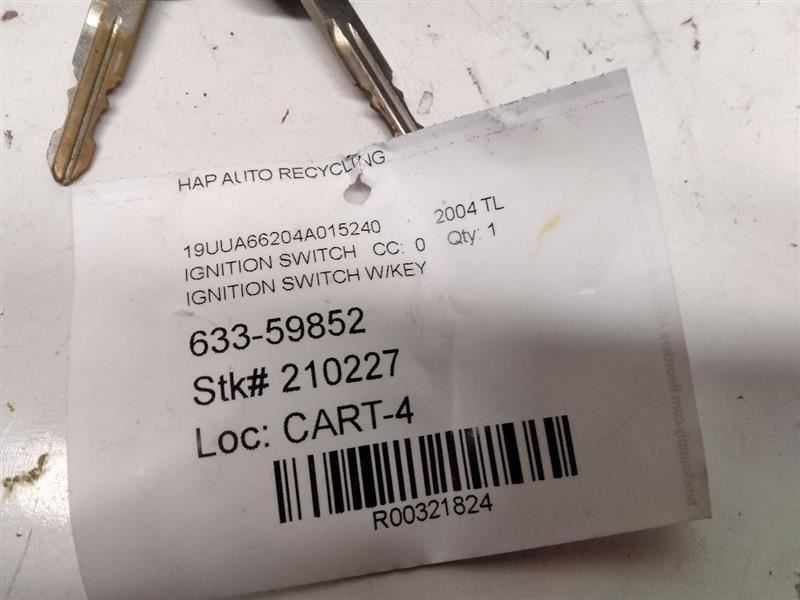 HAP AUTO RECYCLING
19UUA66204A015240 2004 TL
IGNITION SWITCH CC: 0 Qty: 1
IGNITION SWITCH W/KEY
633-59852
Stk# 210227
Loc: CART-4
R00321824